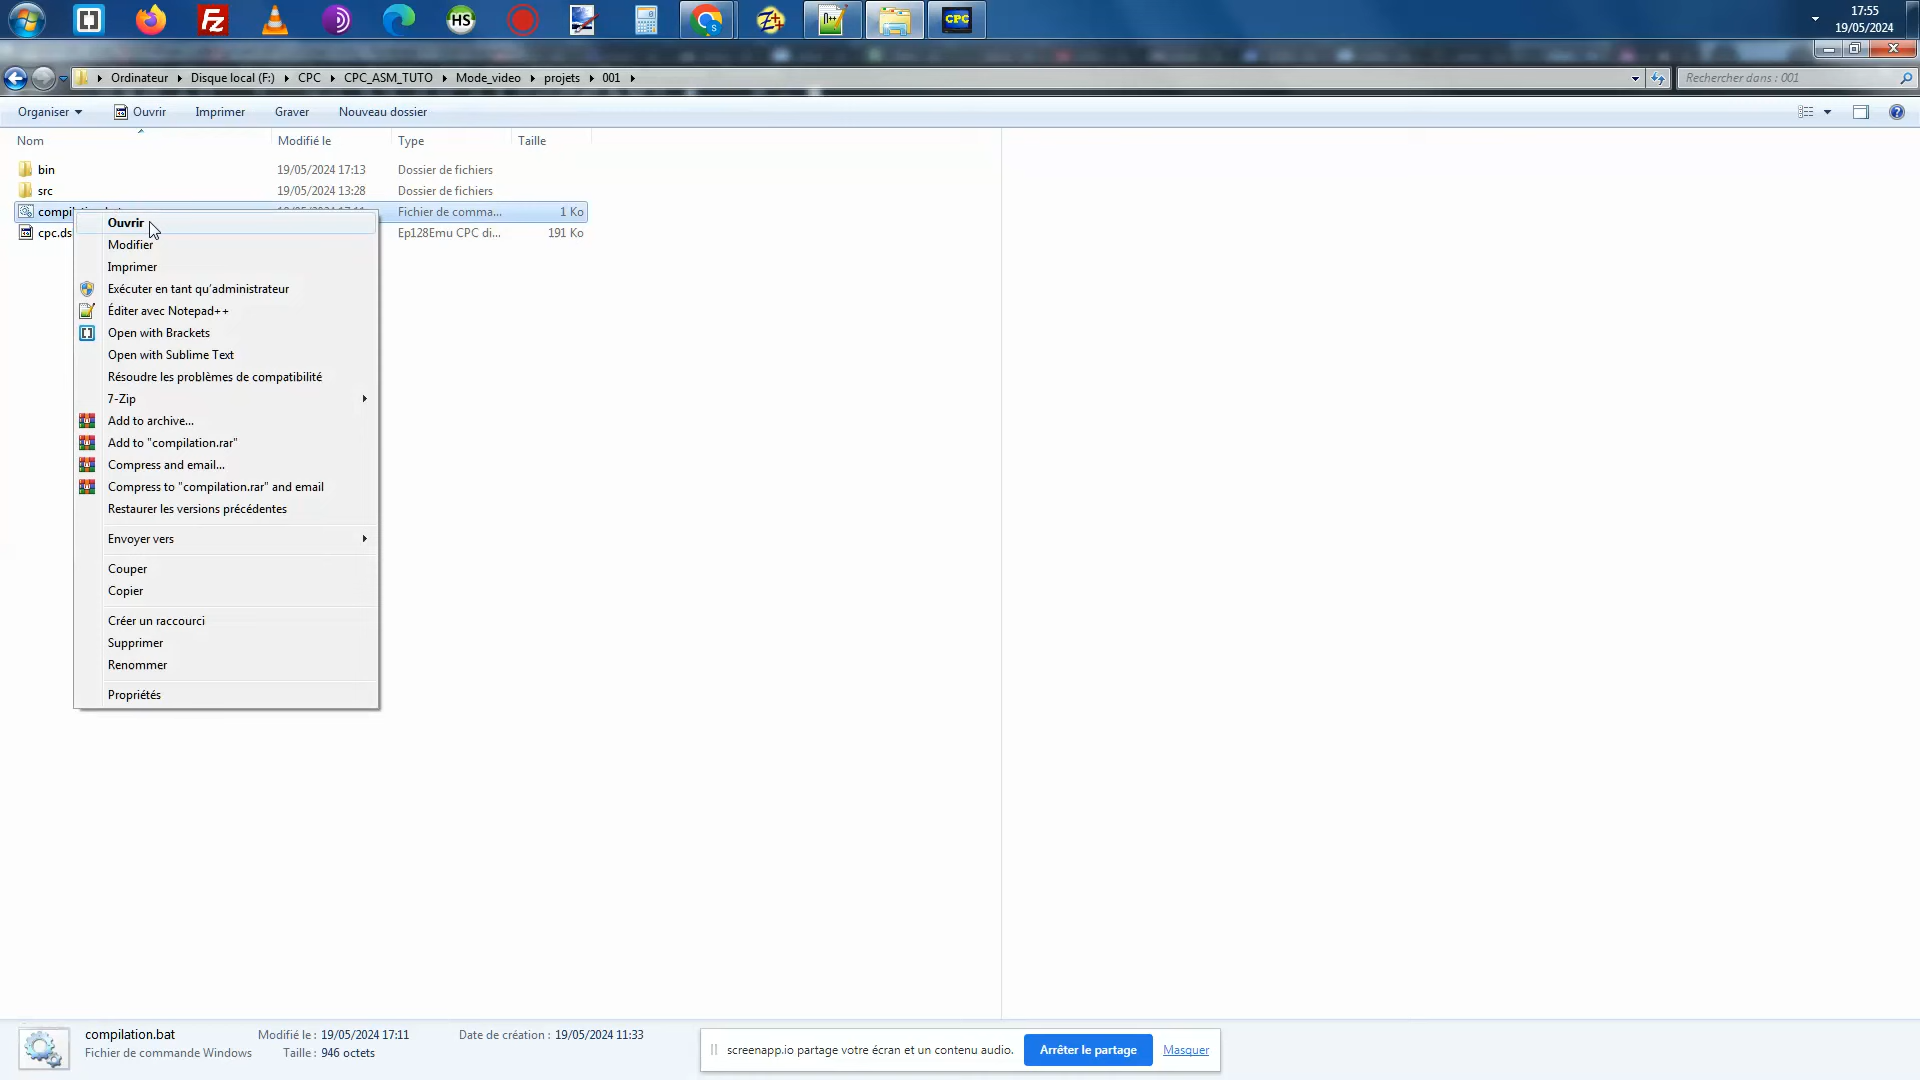 HS
Z+
n++
CPC
17:55
19/05/2024
Ordinateur
Disque local (F:)
CPC
CPC_ASM_TUTO
Mode_video
projets
001
Rechercher dans : 001
Organiser
Ouvrir
Imprimer
Graver
Nouveau dossier
Nom
Modifié le
Type
Taille
bin
19/05/2024 17:13
Dossier de fichiers
src
19/05/2024 13:28
Dossier de fichiers
Fichier de comma...
1 Ko
cpc.ds
Ep128Emu CPC di...
191 Ko
Ouvrir
Modifier
Imprimer
Exécuter en tant qu'administrateur
Éditer avec Notepad++
Open with Brackets
Open with Sublime Text
Résoudre les problèmes de compatibilité
7-Zip
Add to archive...
Add to "compilation.rar"
Compress and email...
Compress to "compilation.rar" and email
Restaurer les versions précédentes
Envoyer vers
Couper
Copier
Créer un raccourci
Supprimer
Renommer
Propriétés
compilation.bat
Modifié le : 19/05/2024 17:11
Date de création : 19/05/2024 11:33
Fichier de commande Windows
Taille : 946 octets
screenapp.io partage votre écran et un contenu audio.
Arrêter le partage
Masquer